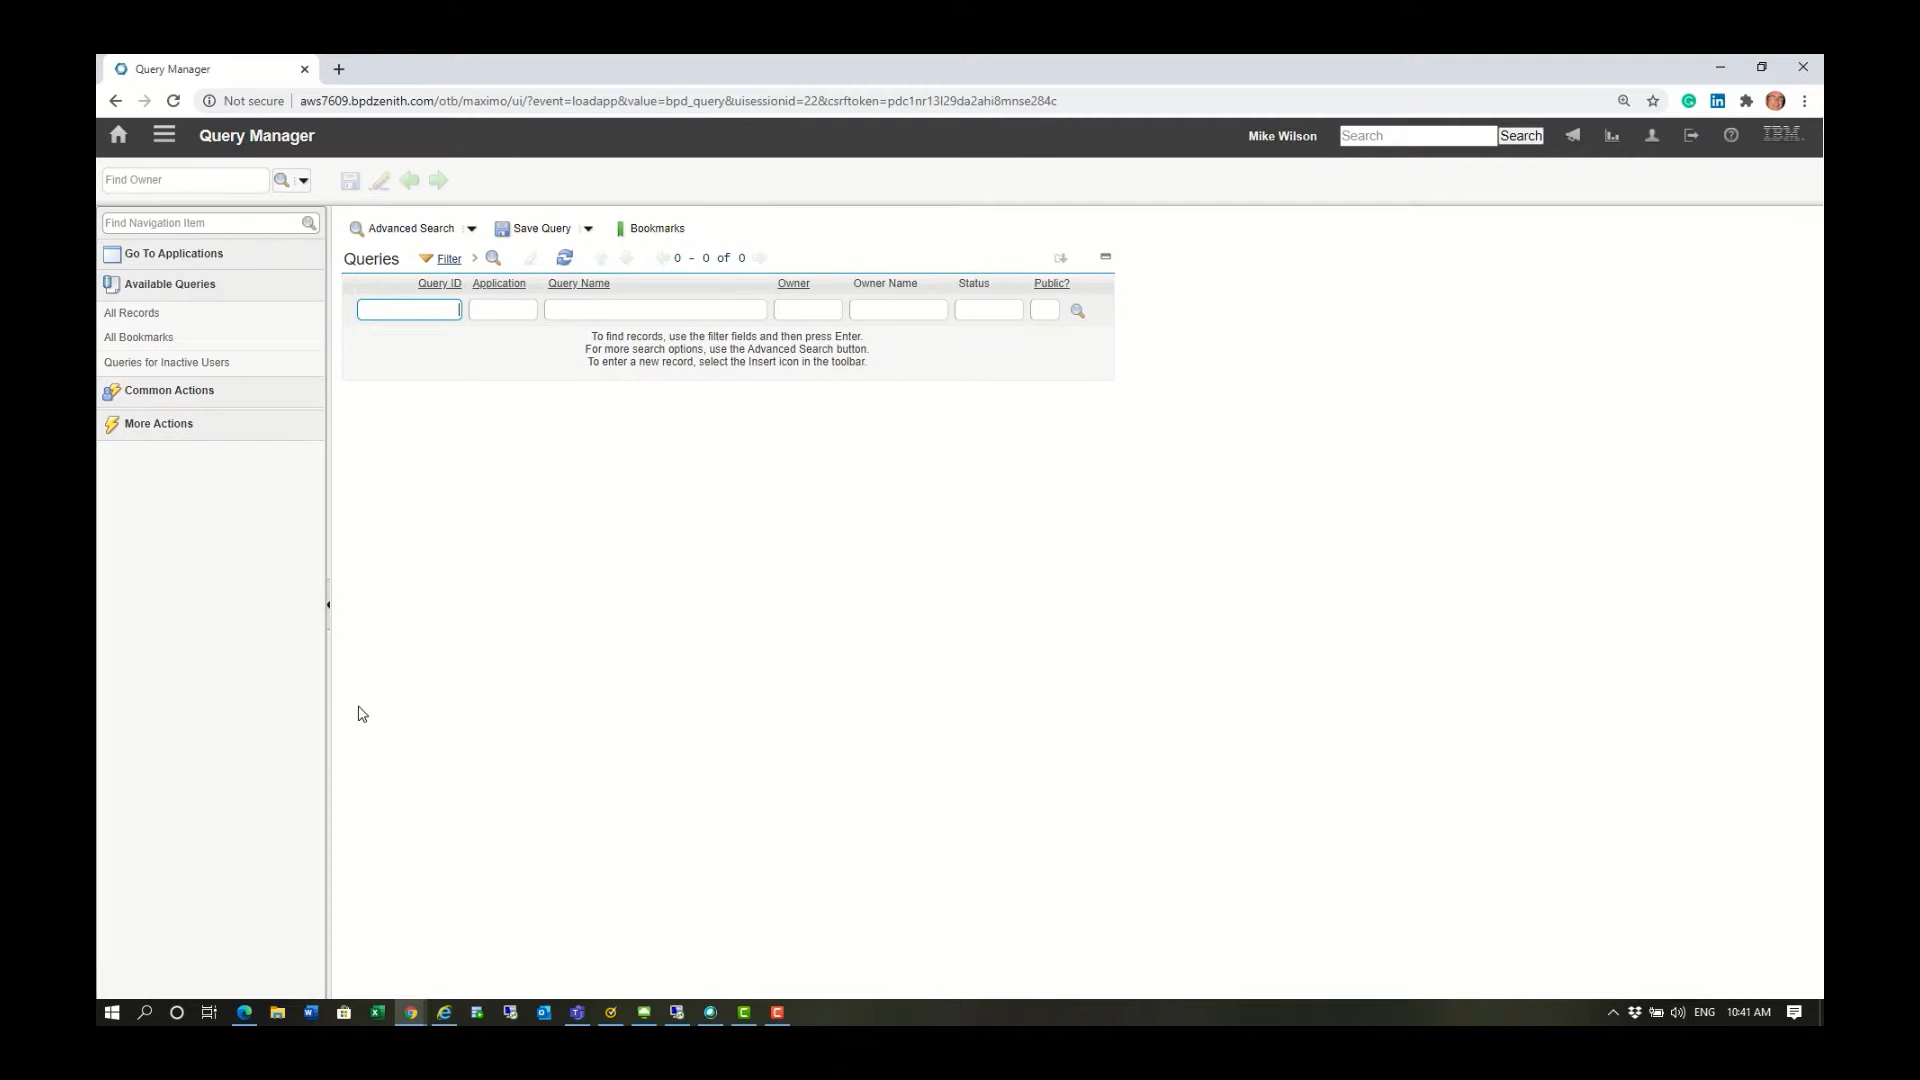 Query Manager
Not secure
aws7609.bpdzenith.com/otb/maximo/ui/?event=loadapp&value=bpd_query&uisessionid=22&csrftoken=pdc1nr13l29da2ahi8mnse284c
Query Manager
Mike Wilson
Search
Search
IBM
Find Owner
Find Navigation Item
Go To Applications
Available Queries
All Records
All Bookmarks
Queries for Inactive Users
Common Actions
More Actions
Advanced Search
Save Query
Bookmarks
Queries
Filter
0 - 0 of 0
Query ID Application Query Name Owner Owner Name Status Public?
To find records, use the filter fields and then press Enter.
For more search options, use the Advanced Search button.
To enter a new record, select the Insert icon in the toolbar.
ENG 10:41 AM